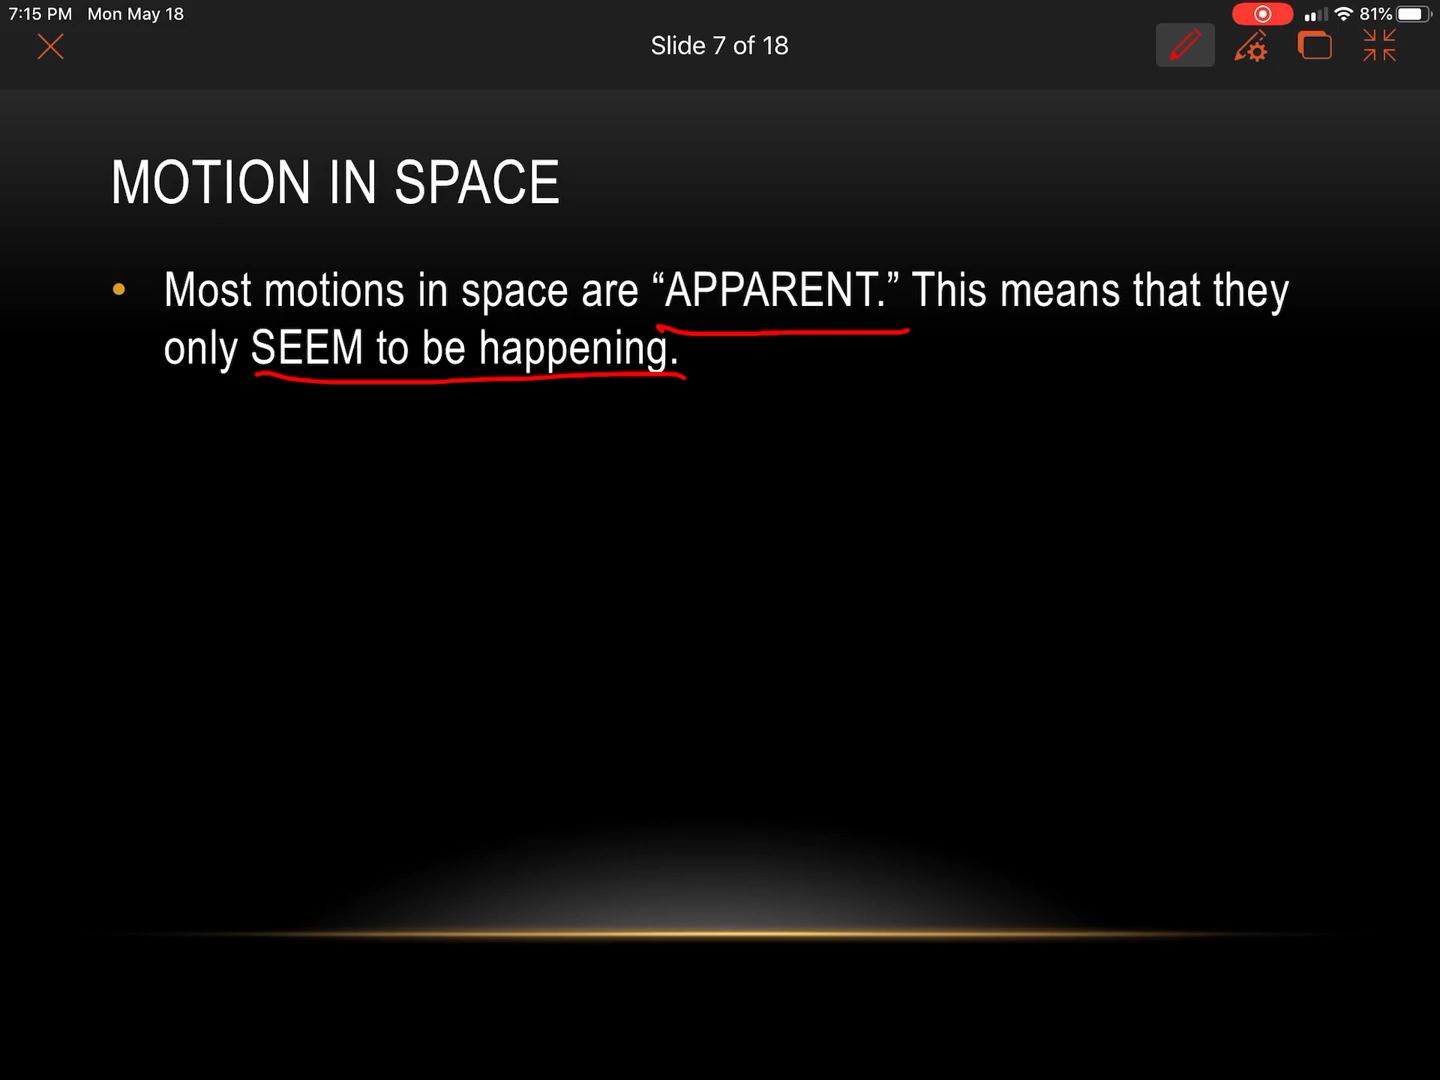 7:15 PM Mon May 18
81%
Slide 7 of 18
MOTION IN SPACE
• Most motions in space are “APPARENT.” This means that they
only SEEM to be happening.